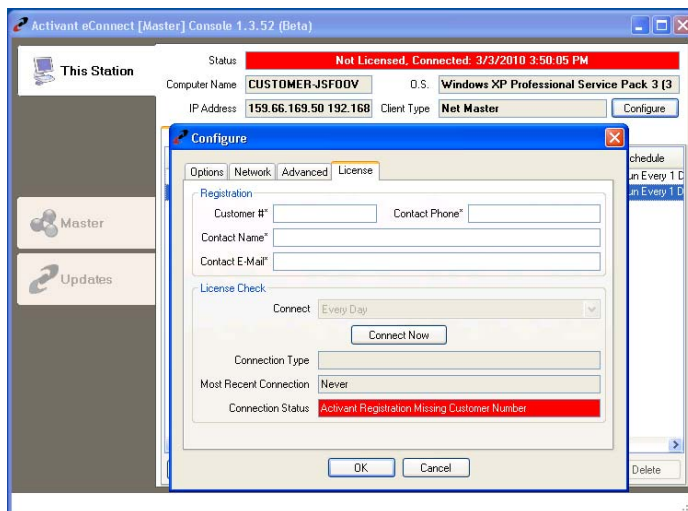 Activant eConnect [Master] Console 1.3.52 (Beta)
This Station
Status Not Licensed, Connected: 3/3/2010 3:50:05 PM
Computer Name CUSTOMER-JSF00V O.S. Windows XP Professional Service Pack 3 (3
IP Address 159.66.169.50 192.168 Client Type Net Master Configure
Configure
Options Network Advanced License
chedule
un Every 1 D
un Every 1 D
Registration
Customer #* Contact Phone*
Contact Name*
Contact E-Mail*
Master
Updates
License Check
Connect Every Day
Connect Now
Connection Type
Most Recent Connection Never
Connection Status Activant Registration Missing Customer Number
OK Cancel
Delete